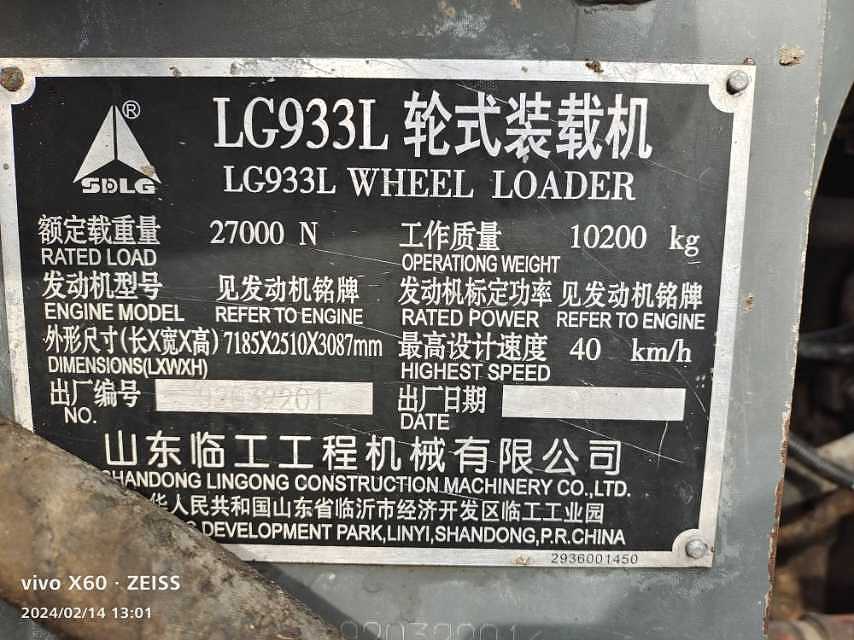 ®
SDLG
LG933L 轮式装载机
LG933L WHEEL LOADER
额定载重量 27000 N 工作质量 10200 kg
RATED LOAD OPERATIONG WEIGHT
发动机型号 见发动机铭牌 发动机标定功率 见发动机铭牌
ENGINE MODEL REFER TO ENGINE RATED POWER REFER TO ENGINE
外形尺寸(长X宽X高) 7185X2510X3087mm 最高设计速度 40 km/h
DIMENSIONS(LXWXH) HIGHEST SPEED
出厂编号 出厂日期
NO. DATE
山东临工工程机械有限公司
SHANDONG LINGONG CONSTRUCTION MACHINERY CO.,LTD.
华人民共和国山东省临沂市经济开发区临工工业园
DEVELOPMENT PARK,LINYI,SHANDONG,P.R.CHINA
2936001450
vivo X60 · ZEISS
2024/02/14 13:01